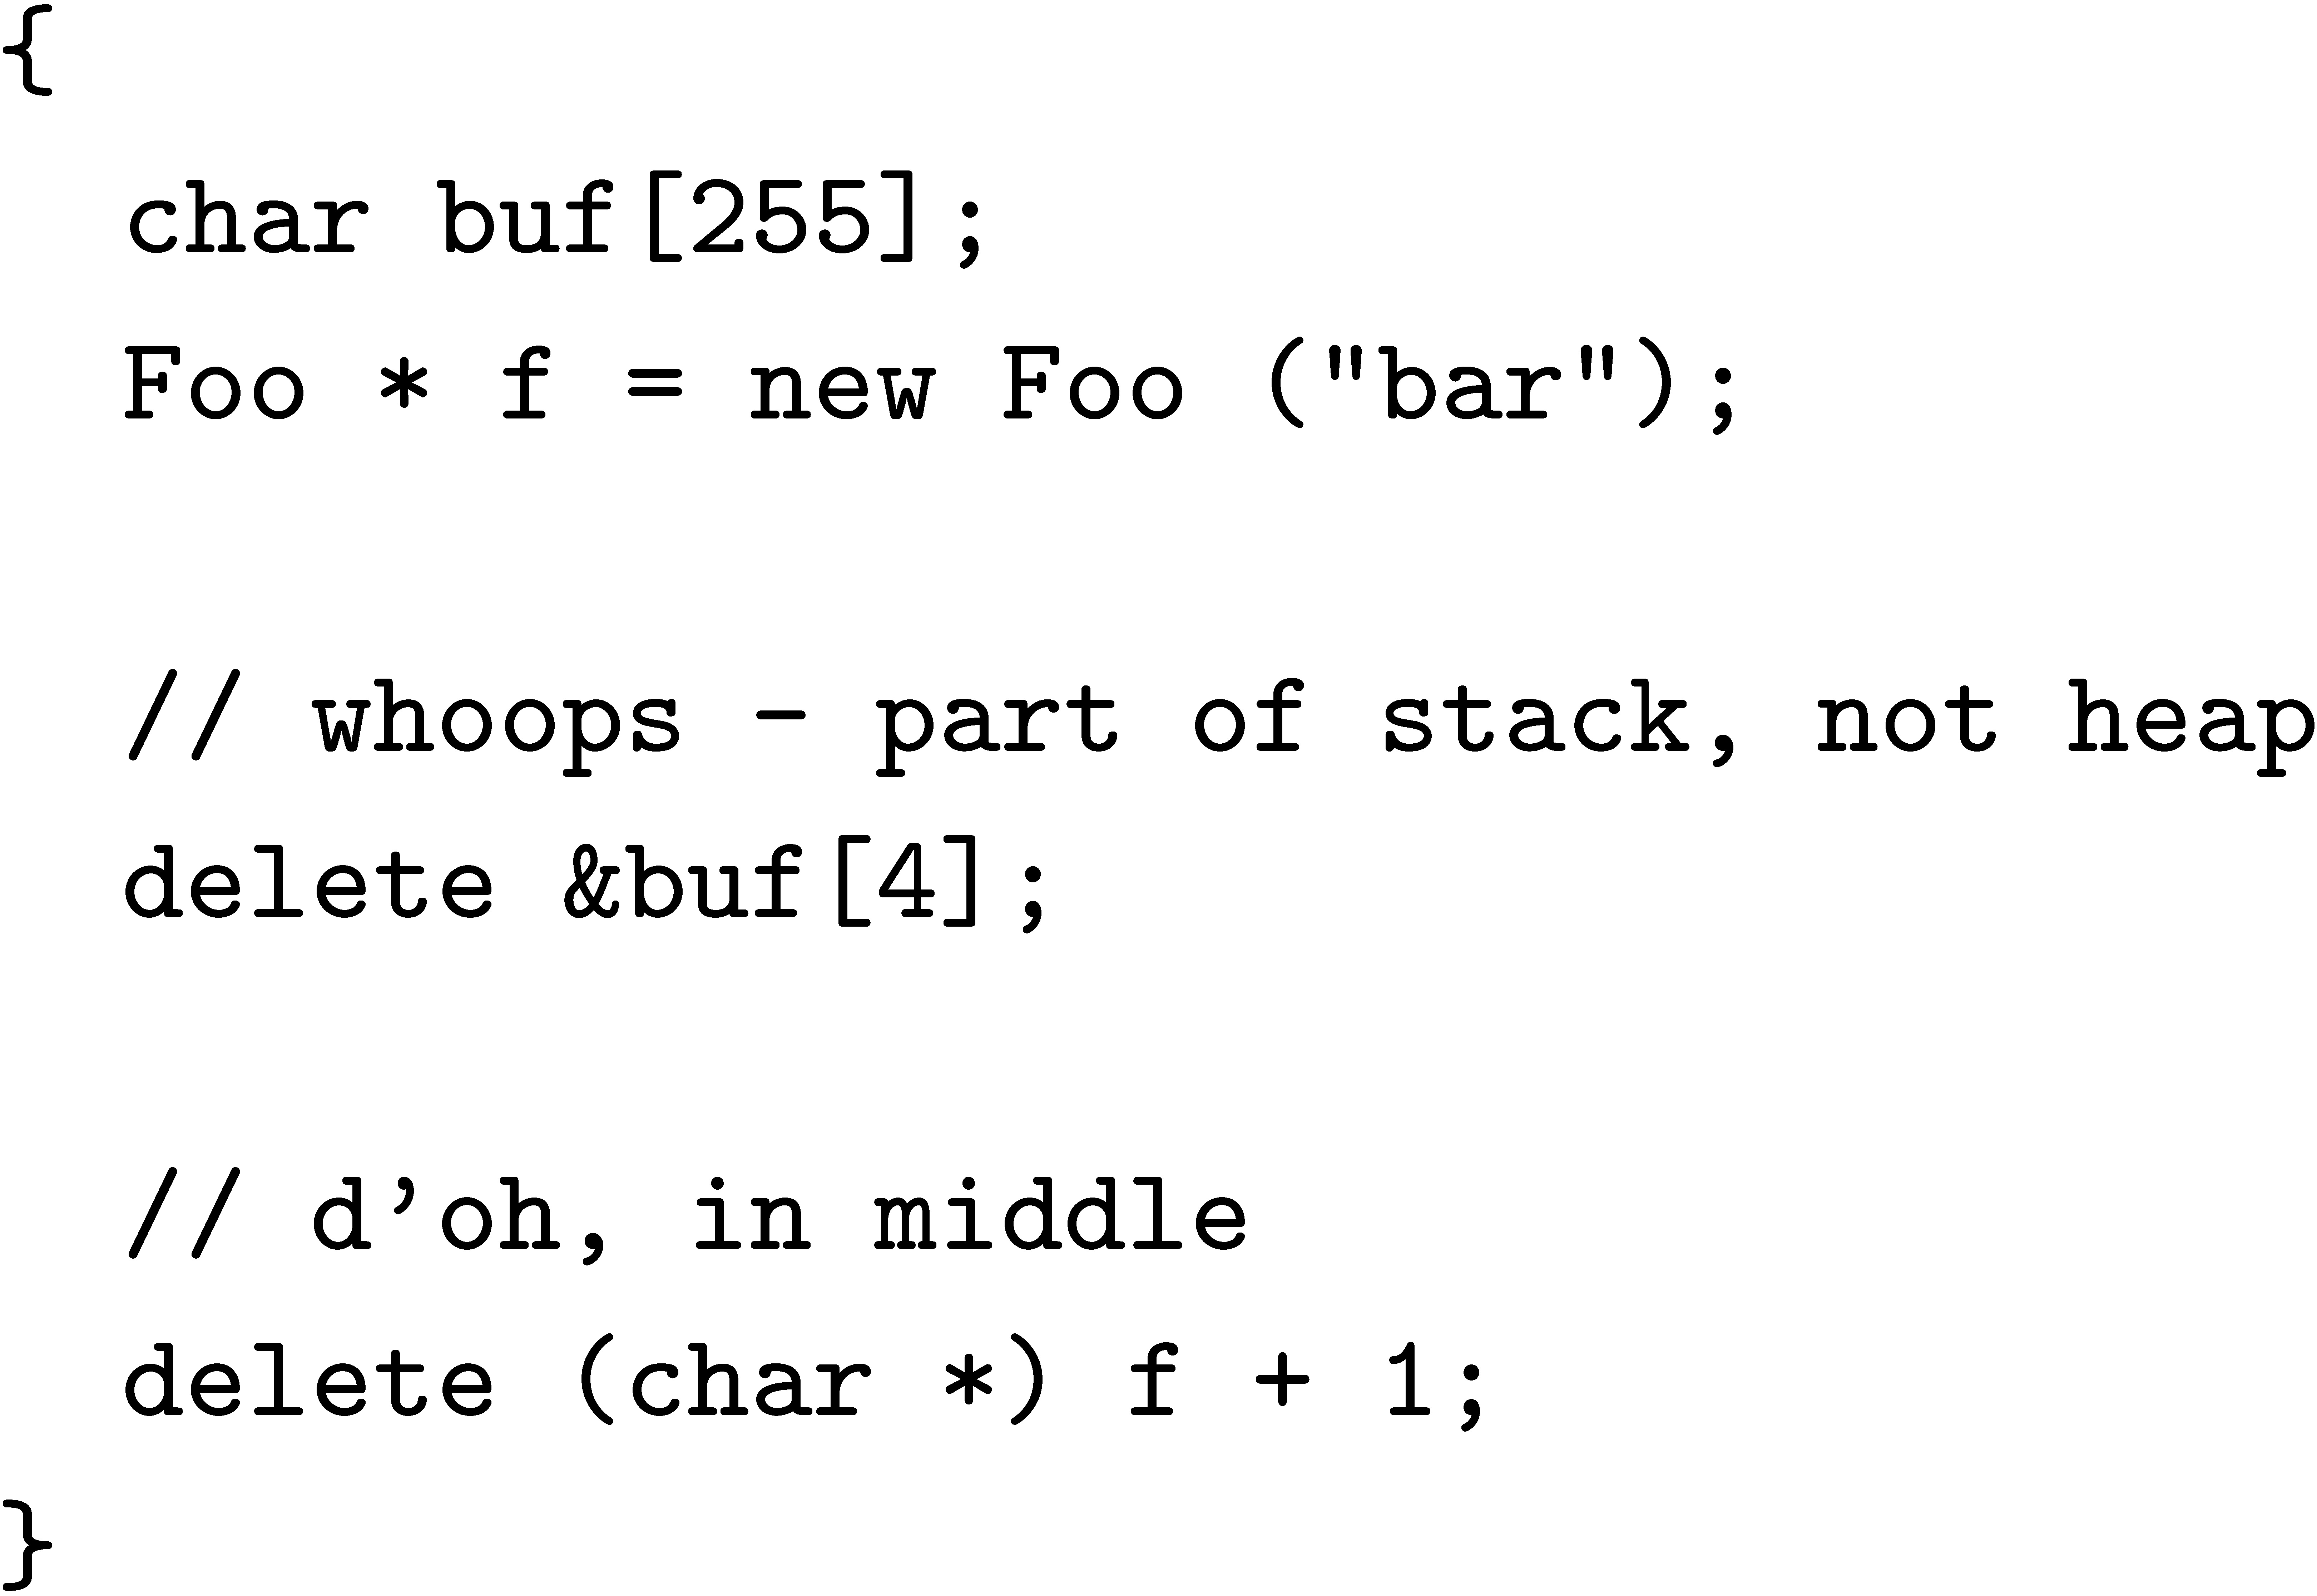 {
char buf[255];
Foo * f = new Foo ("bar");
// whoops - part of stack, not heap
delete &buf[4];
// d’oh, in middle
delete (char *) f + 1;
}